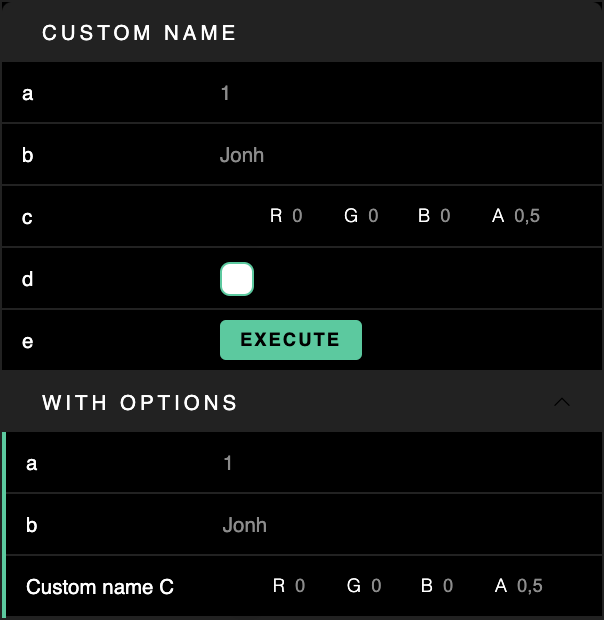 CUSTOM NAME
a 1
b Jonh
c R 0 G 0 B 0 A 0,5
d
e EXECUTE
WITH OPTIONS
a 1
b Jonh
Custom name C R 0 G 0 B 0 A 0,5